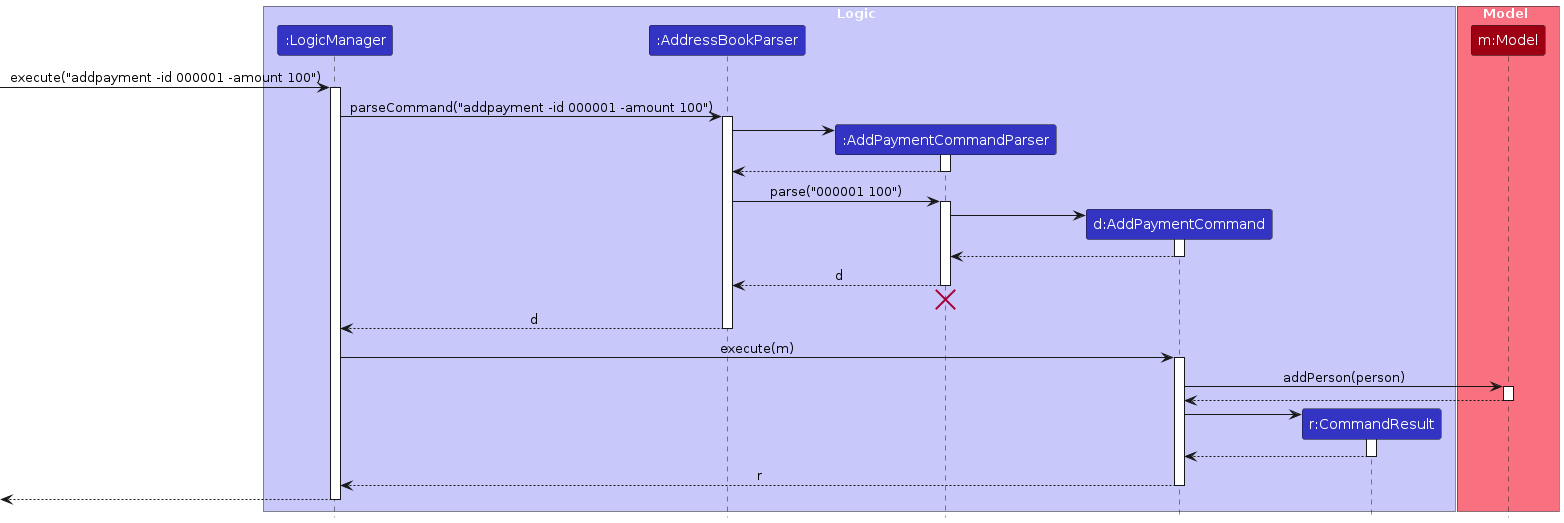 Logic
Model
:LogicManager
:AddressBookParser
m:Model
execute("addpayment -id 000001 -amount 100")
parseCommand("addpayment -id 000001 -amount 100")
:AddPaymentCommandParser
parse("000001 100")
d:AddPaymentCommand
d
d
execute(m)
addPerson(person)
r:CommandResult
r